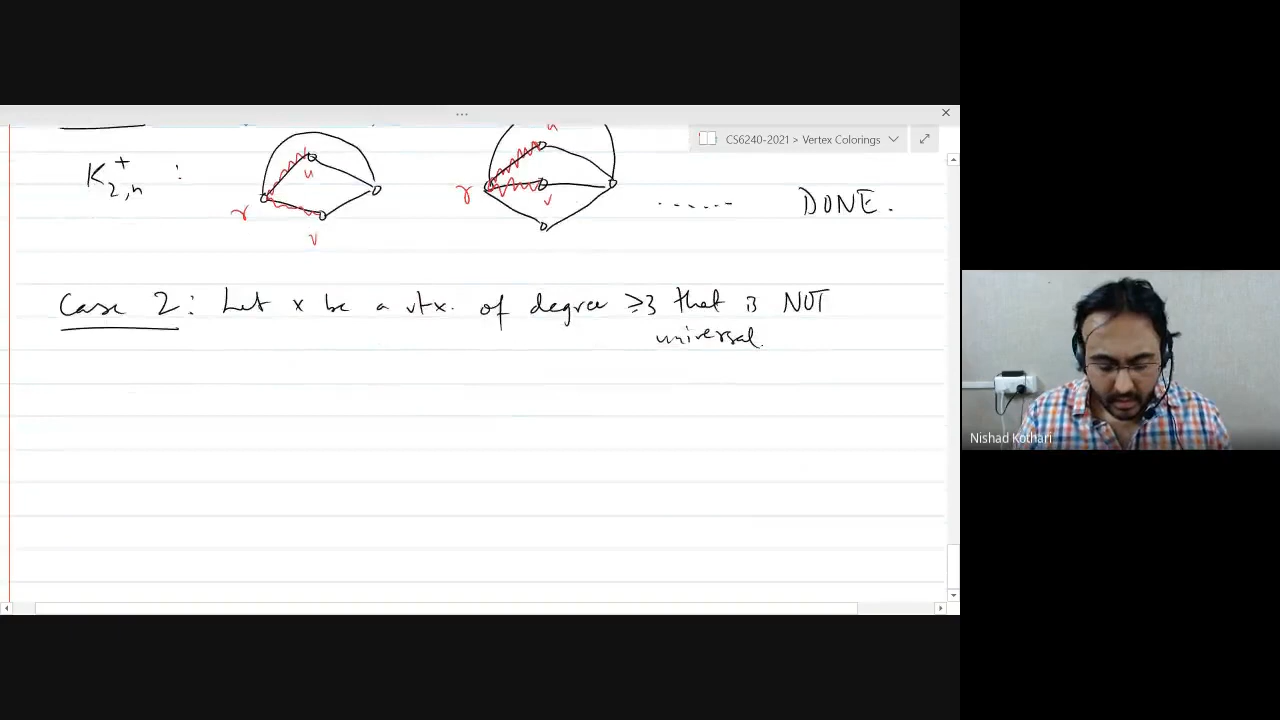 CS6240-2021 > Vertex Colorings
K⁺₂,ₙ :
u
r
v
u
r
v
...... DONE.
Case 2: Let x be a vtx. of degree ≥3 that is NOT
universal.
Nishad Kothari